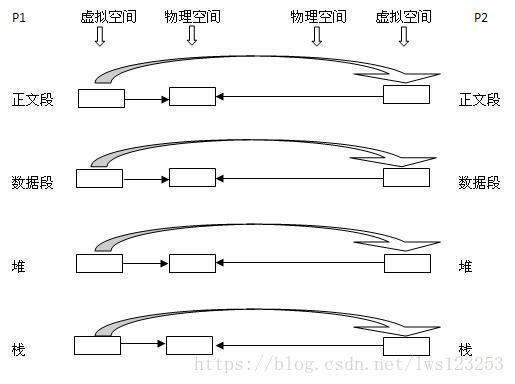 P1 虚拟空间 物理空间 物理空间 虚拟空间 P2
正文段 正文段
数据段 数据段
堆 堆
栈 栈
https://blog.csdn.net/lws123253